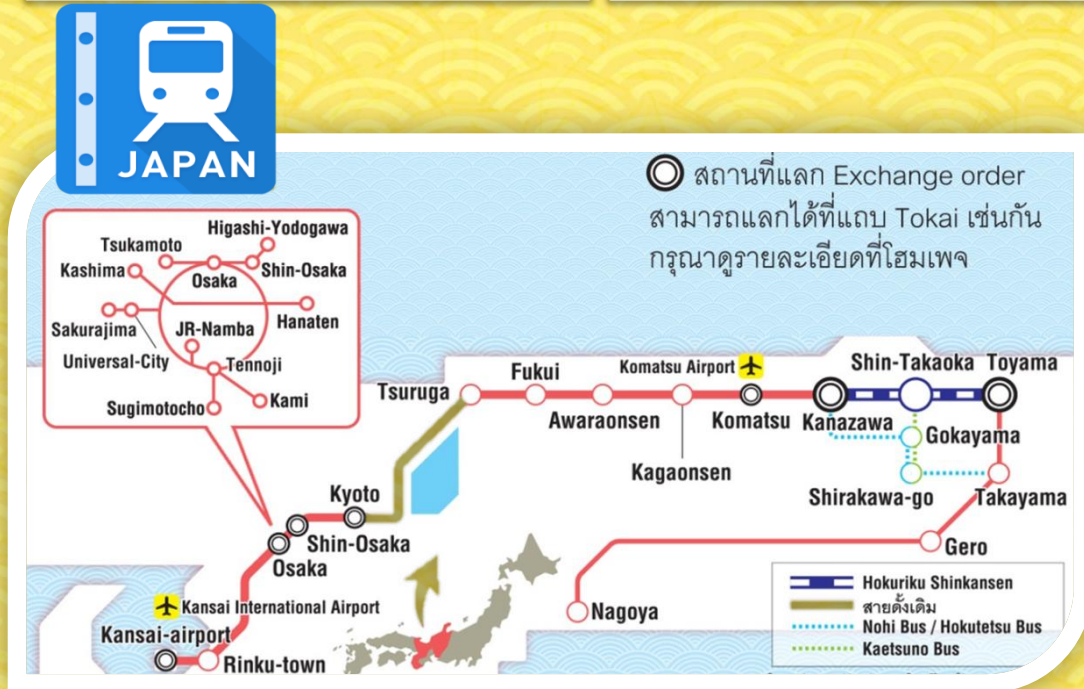 JAPAN
สถานที่แลก Exchange order
สามารถแลกได้ที่แถบ Tokai เช่นกัน
กรุณาดูรายละเอียดที่โฮมเพจ
Higashi-Yodogawa
Tsukamoto
Kashima
Osaka
Shin-Osaka
Sakurajima
JR-Namba
Hanaten
Universal-City
Tennoji
Sugimotocho
Kami
Tsuruga
Fukui
Komatsu Airport
Shin-Takaoka
Toyama
Awaraonsen
Komatsu
Kanazawa
Gokayama
Kagaonsen
Shirakawa-go
Takayama
Kyoto
Shin-Osaka
Osaka
Gero
Kansai International Airport
Nagoya
Kansai-airport
Rinku-town
Hokuriku Shinkansen
สายดั้งเดิม
Nohi Bus / Hokutetsu Bus
Kaetsuno Bus